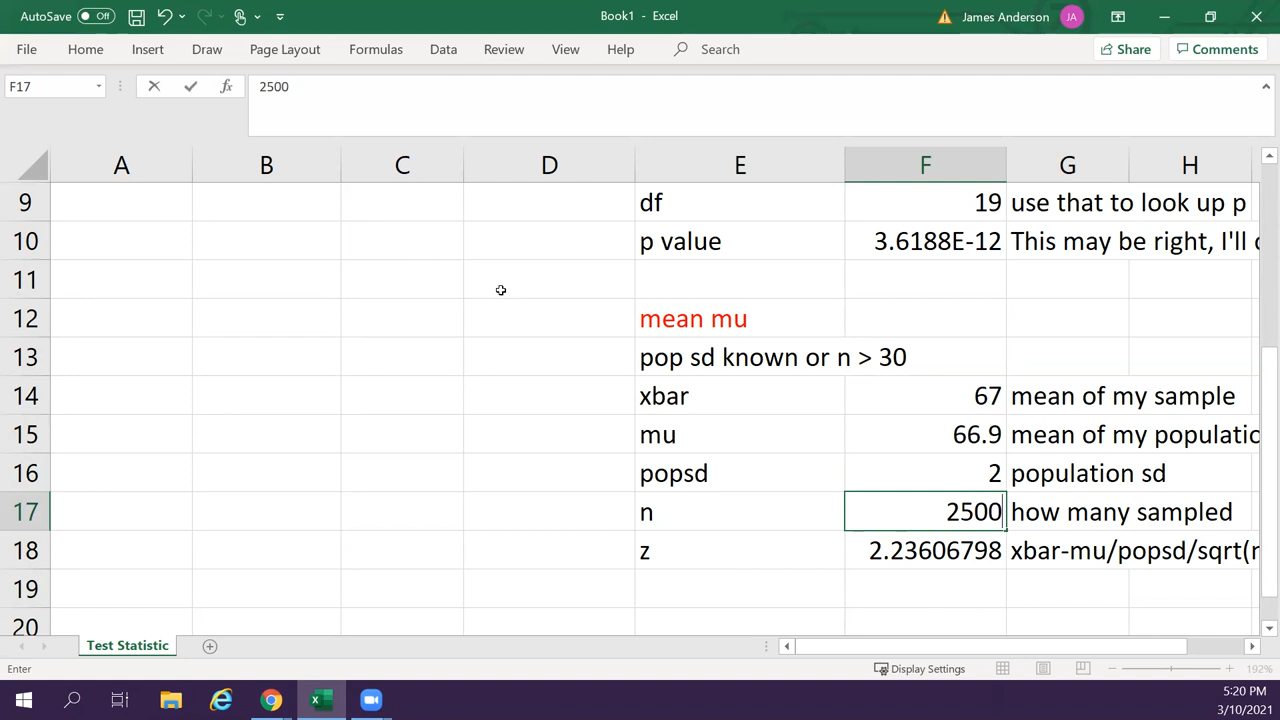 AutoSave Off Book1 - Excel James Anderson JA
File Home Insert Draw Page Layout Formulas Data Review View Help Search Share Comments
F17 fx 2500
A B C D E F G H
9 df 19 use that to look up p
10 p value 3.6188E-12 This may be right, I'll
11
12 mean mu
13 pop sd known or n > 30
14 xbar 67 mean of my sample
15 mu 66.9 mean of my populatio
16 popsd 2 population sd
17 n 2500 how many sampled
18 z 2.23606798 xbar-mu/popsd/sqrt(
19
20
Test Statistic
Enter Display Settings 192%
5:20 PM
3/10/2021